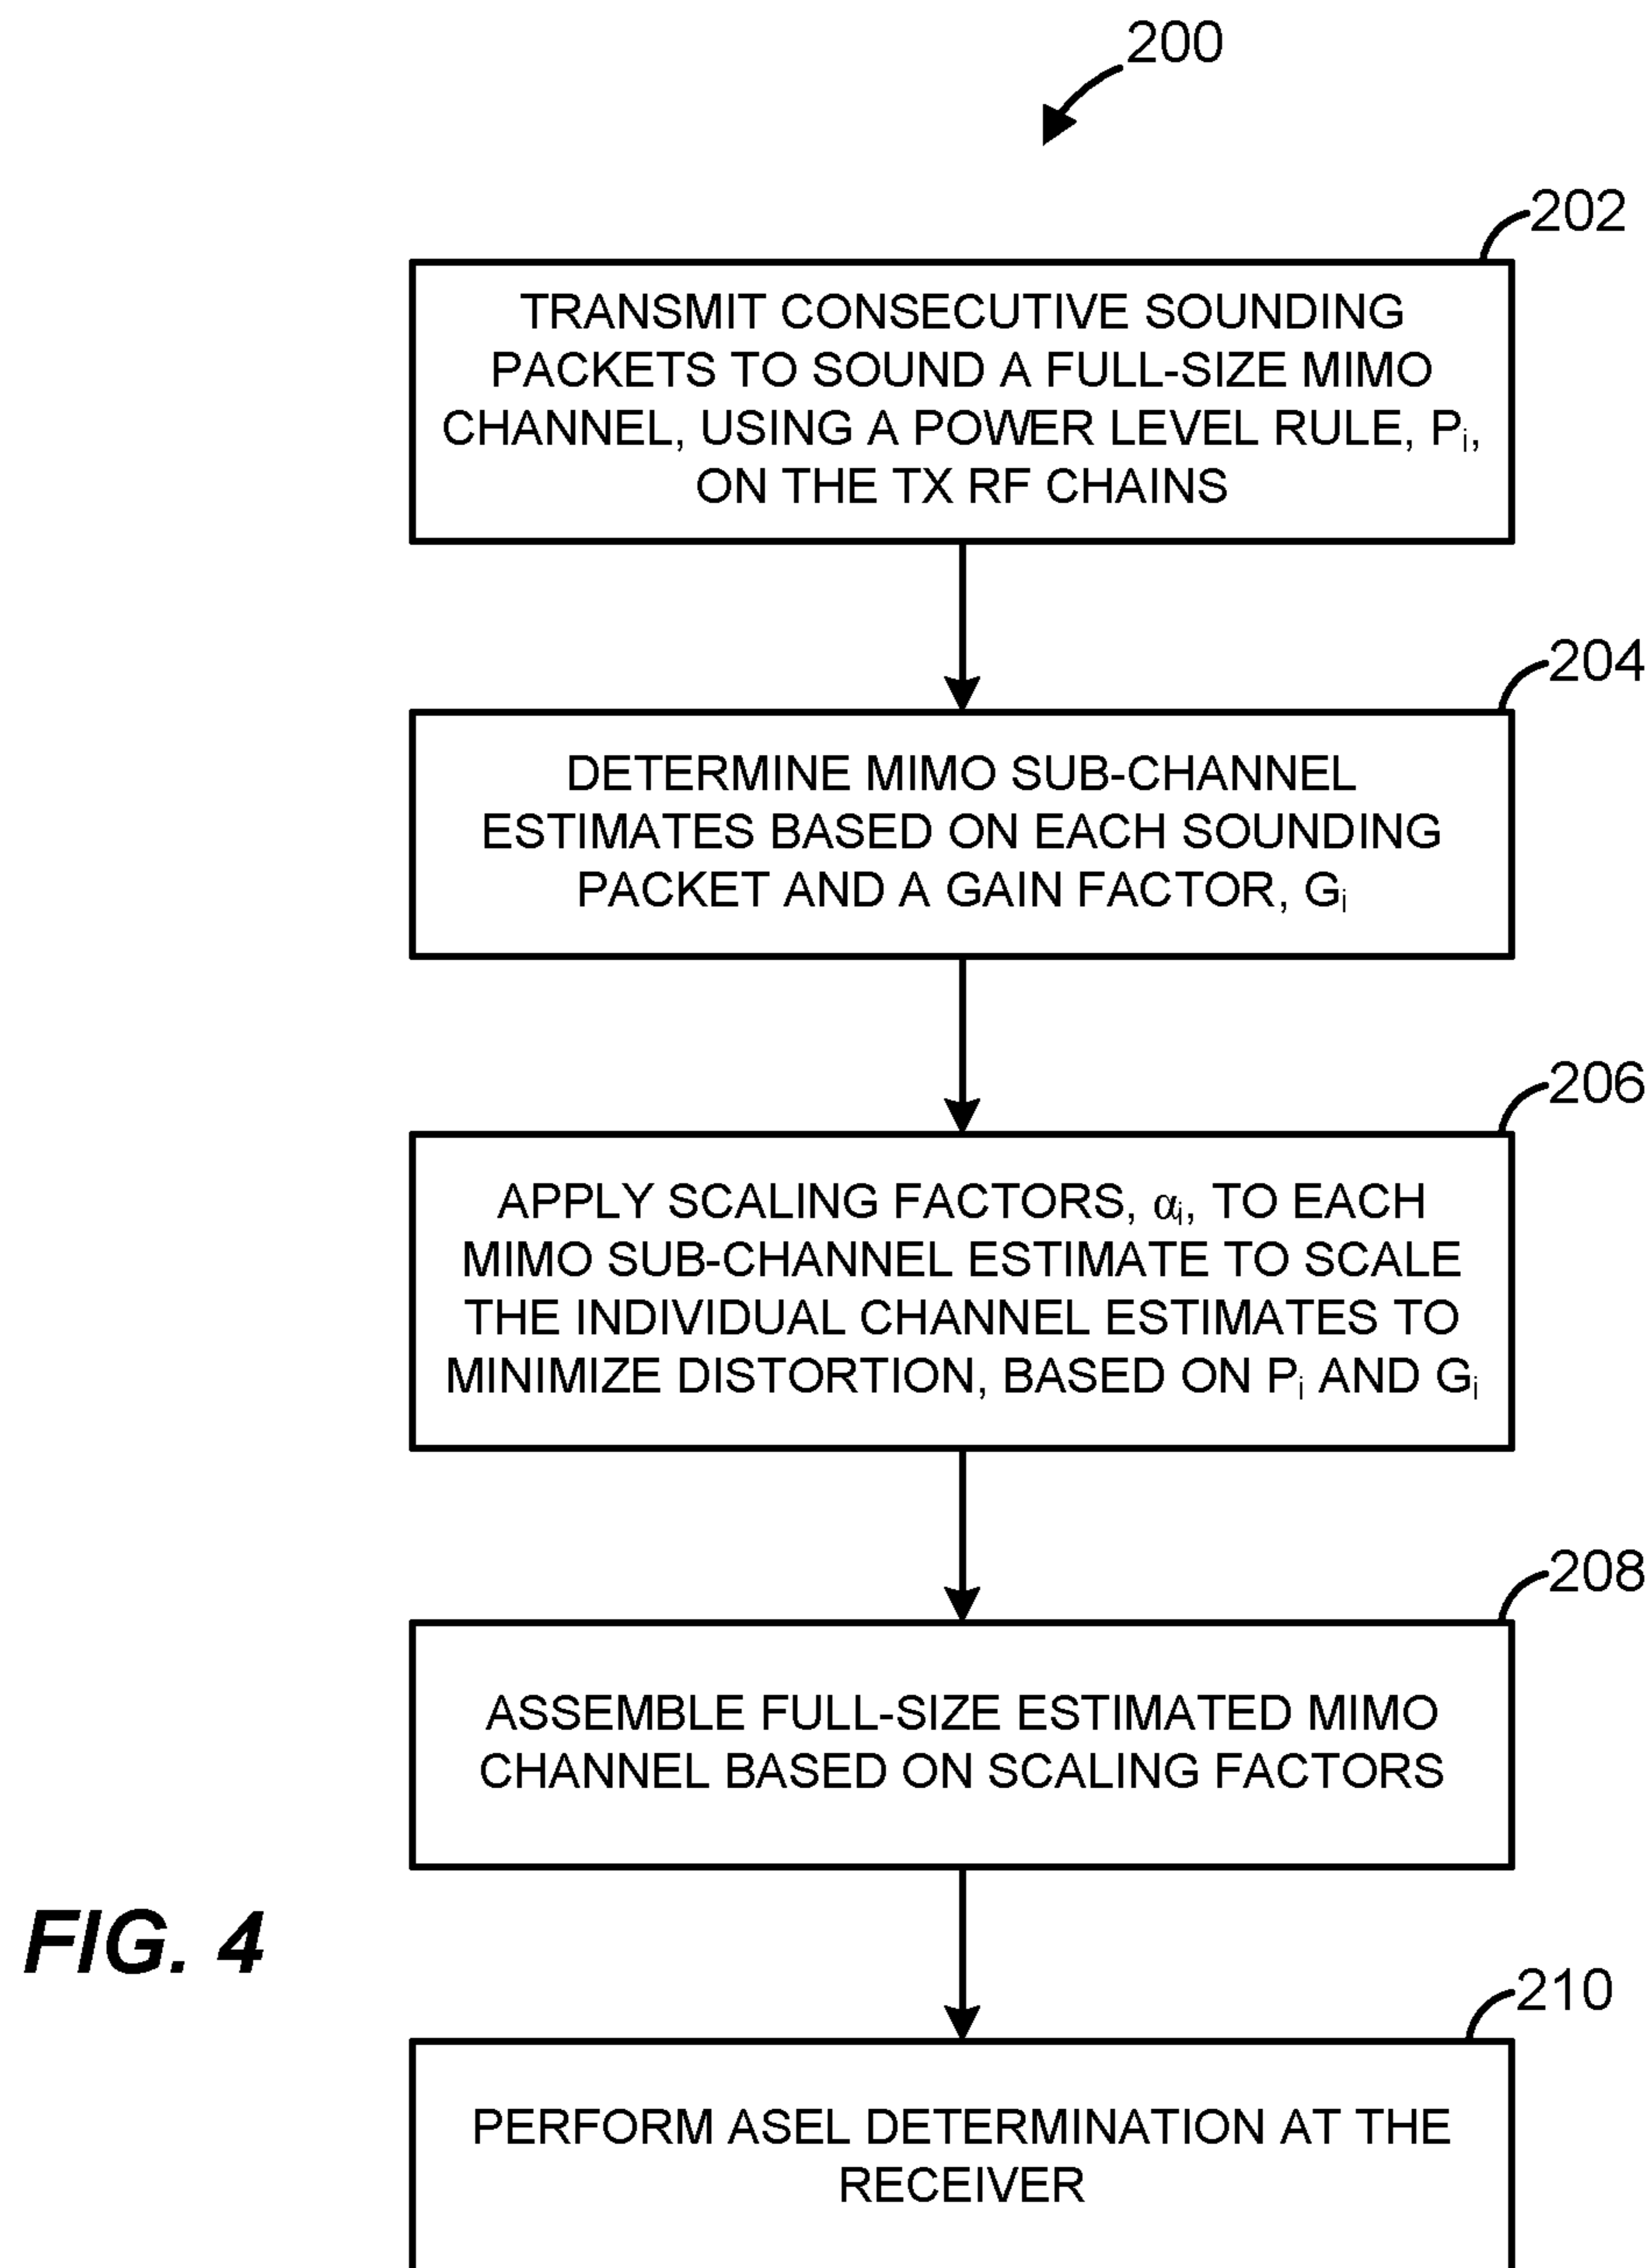 200
202
TRANSMIT CONSECUTIVE SOUNDING
PACKETS TO SOUND A FULL-SIZE MIMO
CHANNEL, USING A POWER LEVEL RULE, Pi,
ON THE TX RF CHAINS
204
DETERMINE MIMO SUB-CHANNEL
ESTIMATES BASED ON EACH SOUNDING
PACKET AND A GAIN FACTOR, Gi
206
APPLY SCALING FACTORS, αi, TO EACH
MIMO SUB-CHANNEL ESTIMATE TO SCALE
THE INDIVIDUAL CHANNEL ESTIMATES TO
MINIMIZE DISTORTION, BASED ON Pi AND Gi
208
ASSEMBLE FULL-SIZE ESTIMATED MIMO
CHANNEL BASED ON SCALING FACTORS
FIG. 4
210
PERFORM ASEL DETERMINATION AT THE
RECEIVER